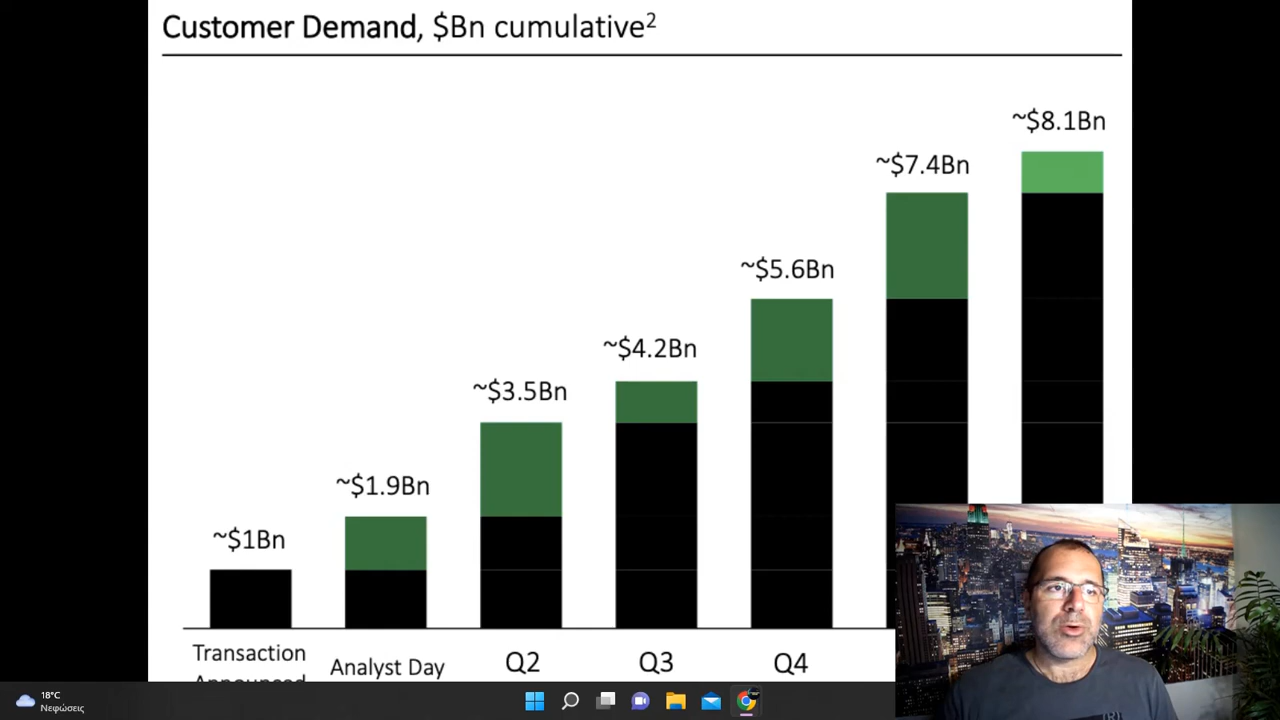 Customer Demand, $Bn cumulative2
~$8.1Bn
~$7.4Bn
~$5.6Bn
~$4.2Bn
~$3.5Bn
~$1.9Bn
~$1Bn
Transaction
Announced
Analyst Day
Q2
Q3
Q4
18°C
Νεφώσεις